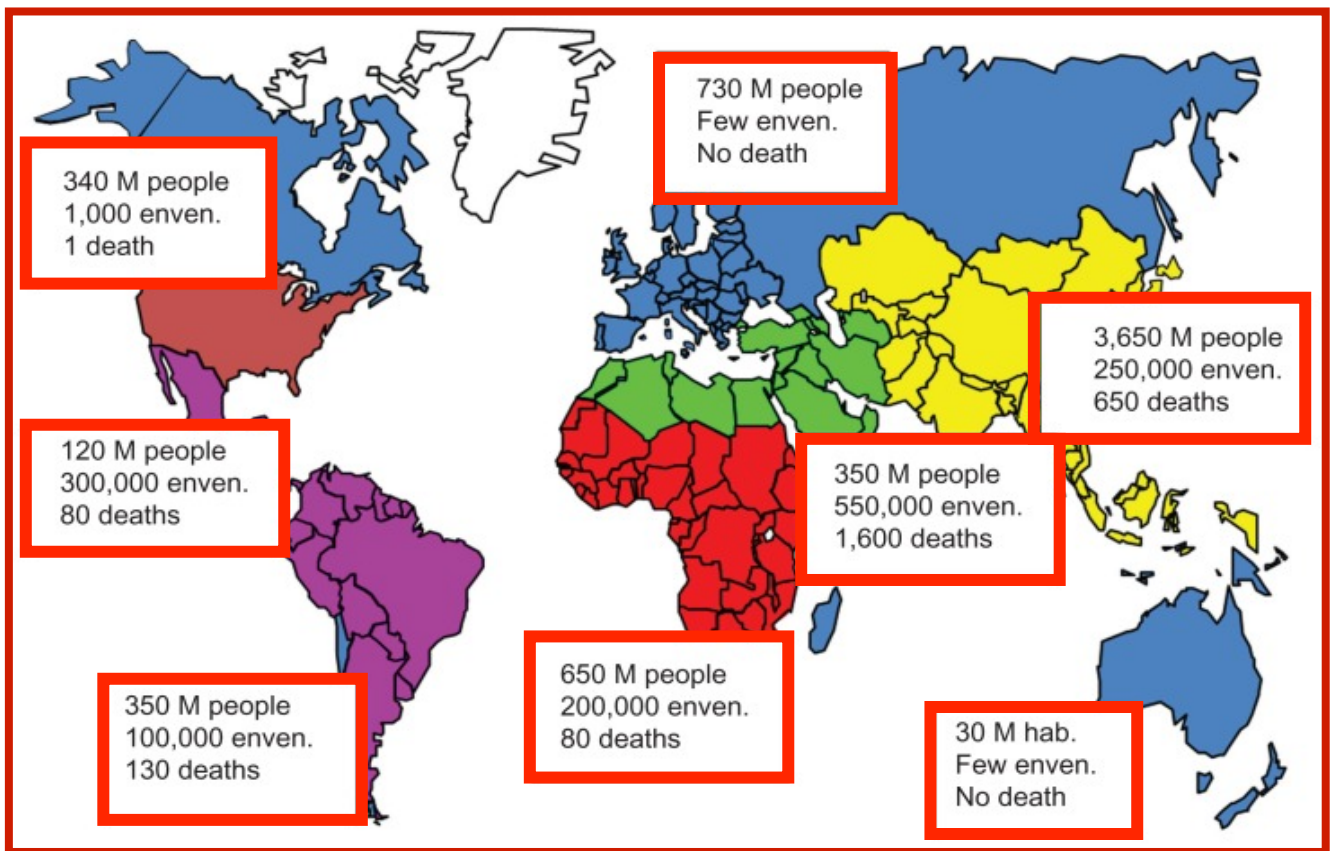 730 M people
Few enven.
No death
340 M people
1,000 enven.
1 death
3,650 M people
250,000 enven.
650 deaths
120 M people
300,000 enven.
80 deaths
350 M people
550,000 enven.
1,600 deaths
650 M people
200,000 enven.
80 deaths
350 M people
100,000 enven.
130 deaths
30 M hab.
Few enven.
No death